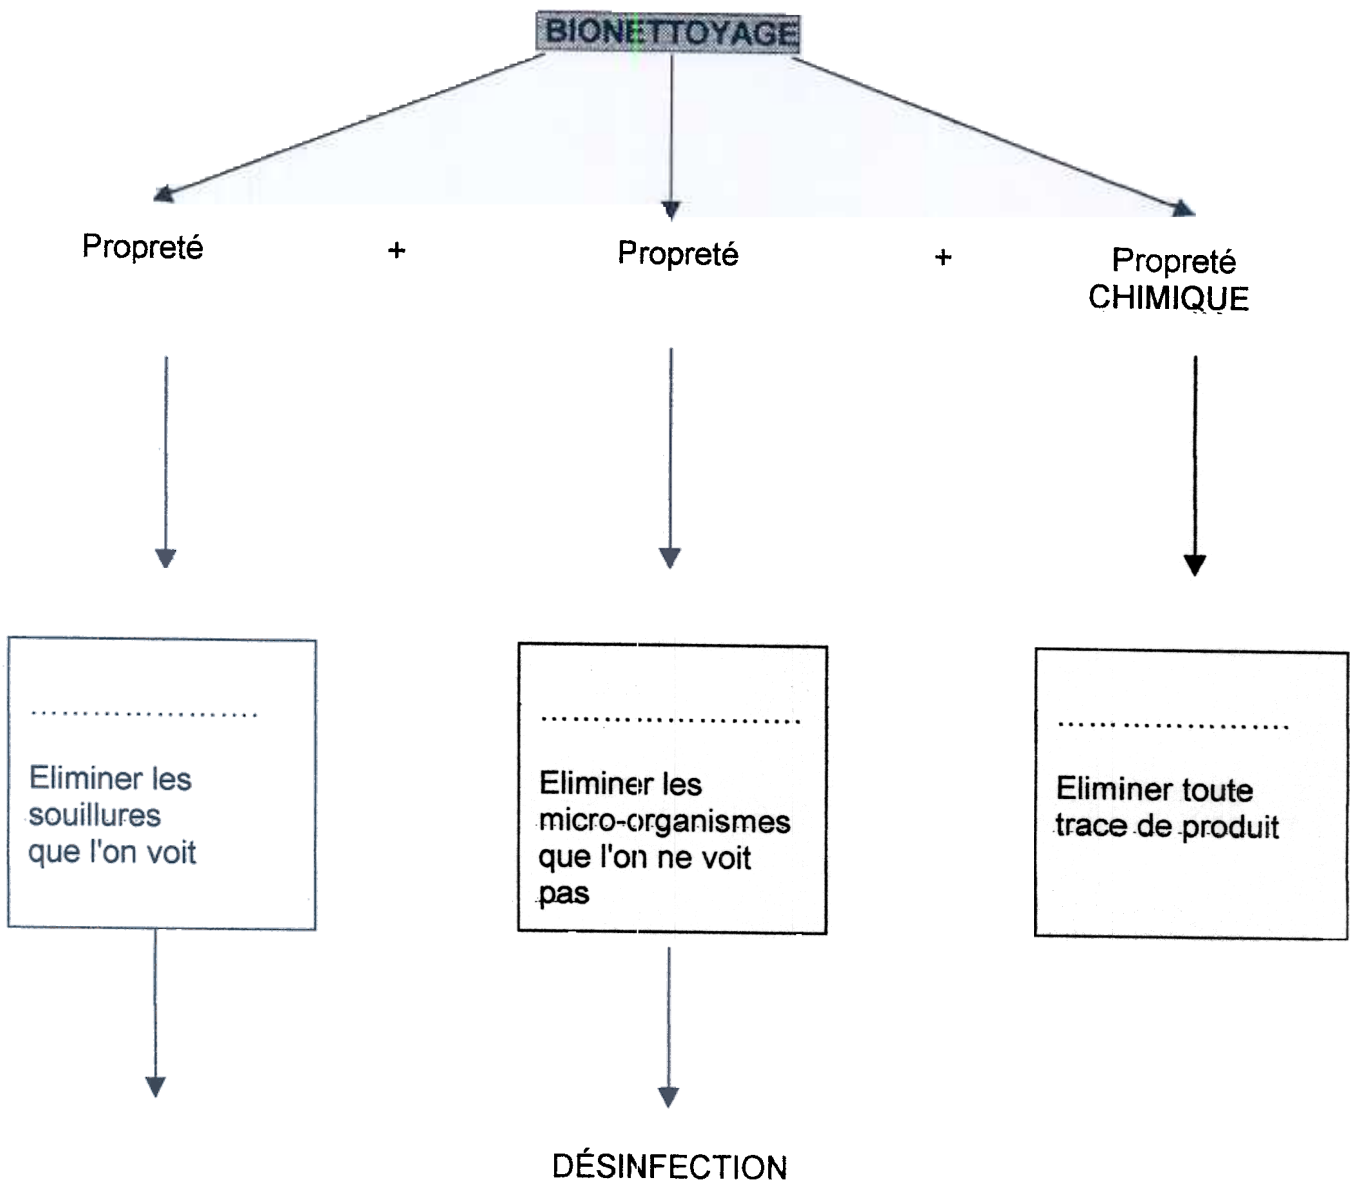 BIONETTOYAGE
Propreté + Propreté + Propreté
CHIMIQUE
.....................
Eliminer les
souillures
que l'on voit
........................
Eliminer les
micro-organismes
que l'on ne voit
pas
.....................
Eliminer toute
trace de produit
DÉSINFECTION